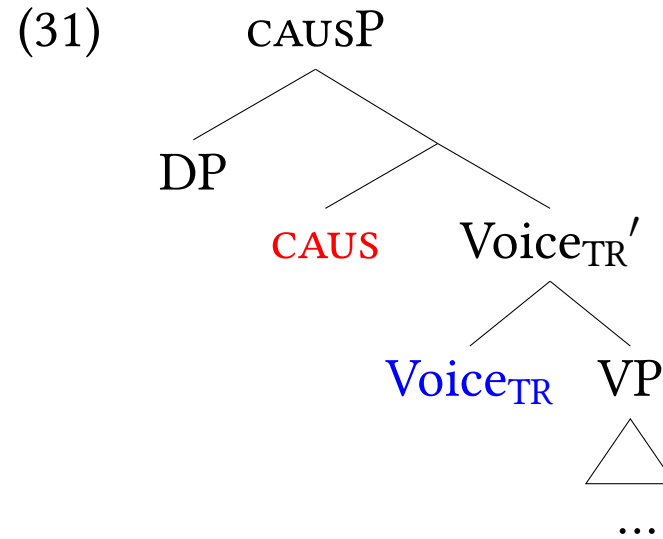 (31) CAUSP
DP
CAUS VoiceTR′
VoiceTR VP
...